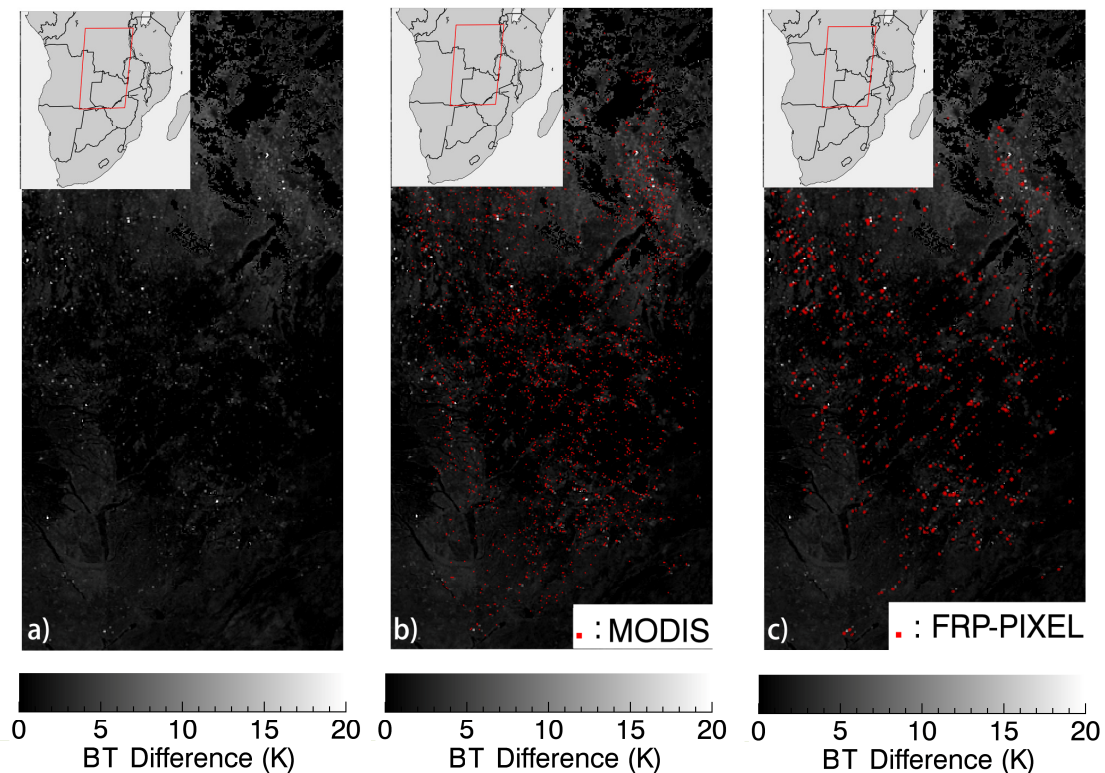 a)
b)
: MODIS
c)
: FRP-PIXEL
0 5 10 15 20
BT Difference (K)
0 5 10 15 20
BT Difference (K)
0 5 10 15 20
BT Difference (K)